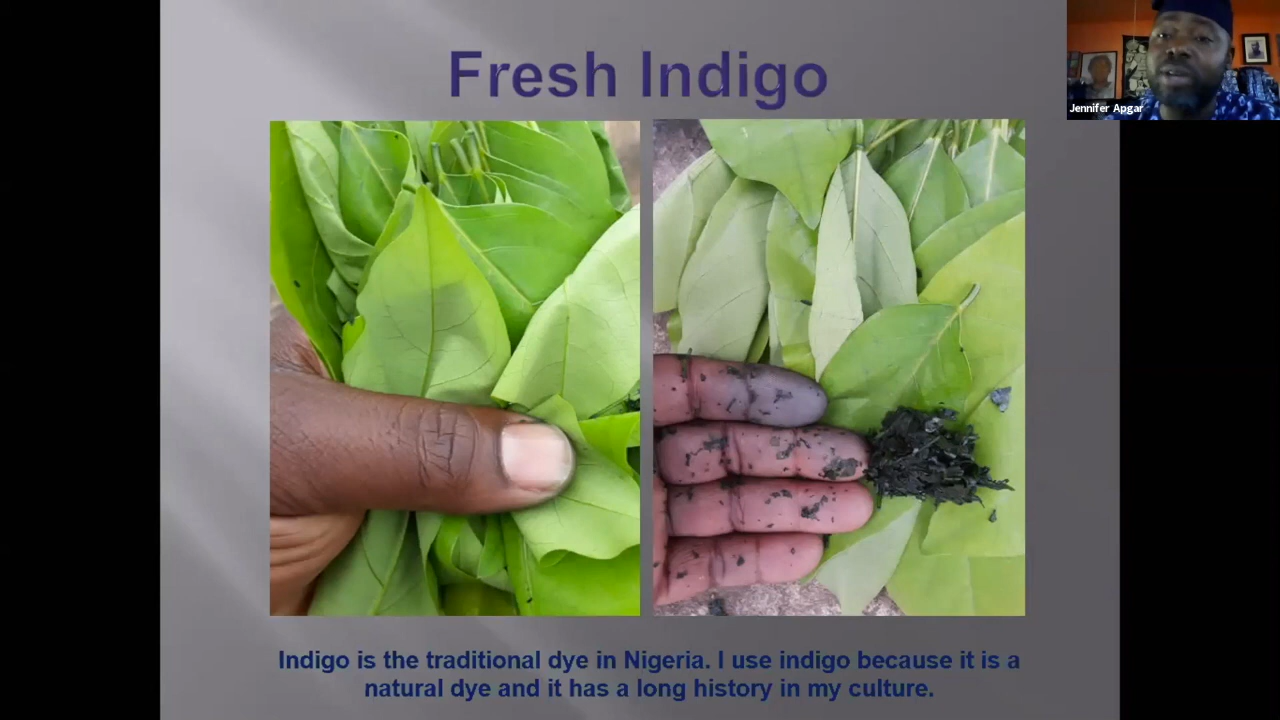 Fresh Indigo
Jennifer Apgar
Indigo is the traditional dye in Nigeria. I use indigo because it is a
natural dye and it has a long history in my culture.